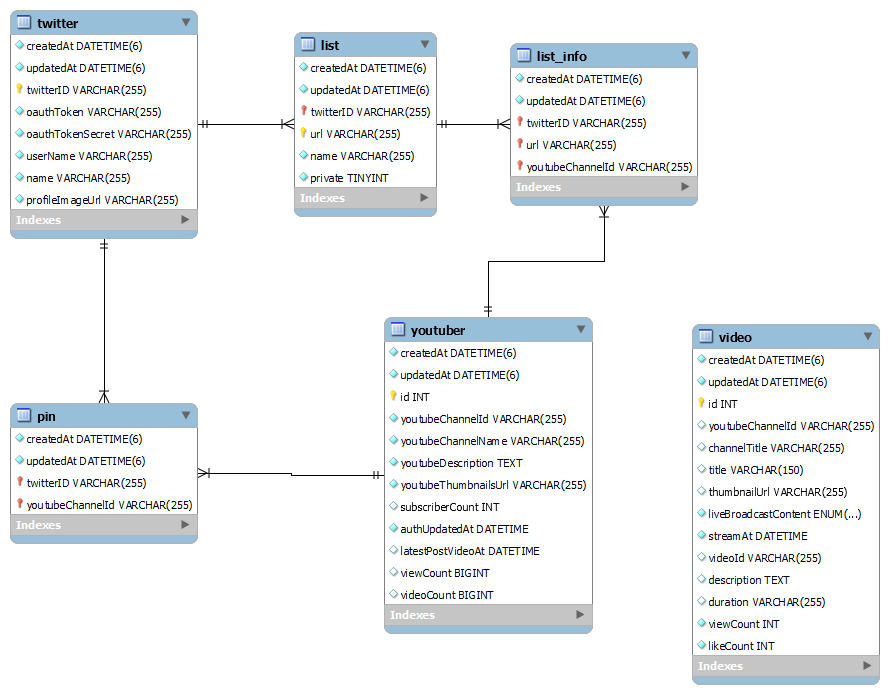 twitter
createdAt DATETIME(6)
updatedAt DATETIME(6)
twitterID VARCHAR(255)
oauthToken VARCHAR(255)
oauthTokenSecret VARCHAR(255)
userName VARCHAR(255)
name VARCHAR(255)
profileImageUrl VARCHAR(255)
Indexes
list
createdAt DATETIME(6)
updatedAt DATETIME(6)
twitterID VARCHAR(255)
url VARCHAR(255)
name VARCHAR(255)
private TINYINT
Indexes
list_info
createdAt DATETIME(6)
updatedAt DATETIME(6)
twitterID VARCHAR(255)
url VARCHAR(255)
youtubeChannelId VARCHAR(255)
Indexes
pin
createdAt DATETIME(6)
updatedAt DATETIME(6)
twitterID VARCHAR(255)
youtubeChannelId VARCHAR(255)
Indexes
youtuber
createdAt DATETIME(6)
updatedAt DATETIME(6)
id INT
youtubeChannelId VARCHAR(255)
youtubeChannelName VARCHAR(255)
youtubeDescription TEXT
youtubeThumbnailsUrl VARCHAR(255)
subscriberCount INT
authUpdatedAt DATETIME
latestPostVideoAt DATETIME
viewCount BIGINT
videoCount BIGINT
Indexes
video
createdAt DATETIME(6)
updatedAt DATETIME(6)
id INT
youtubeChannelId VARCHAR(255)
channelTitle VARCHAR(255)
title VARCHAR(150)
thumbnailUrl VARCHAR(255)
liveBroadcastContent ENUM(...)
streamAt DATETIME
videoId VARCHAR(255)
description TEXT
duration VARCHAR(255)
viewCount INT
likeCount INT
Indexes